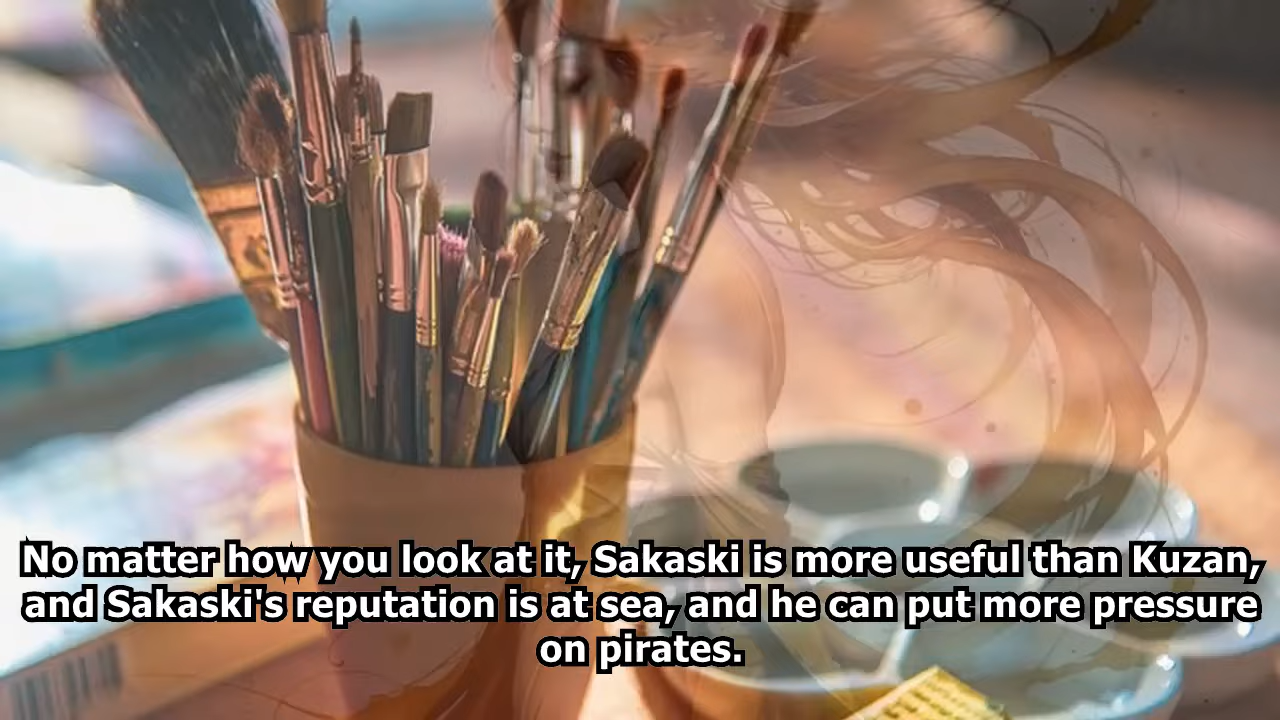 No matter how you look at it, Sakaski is more useful than Kuzan,
and Sakaski's reputation is at sea, and he can put more pressure
on pirates.